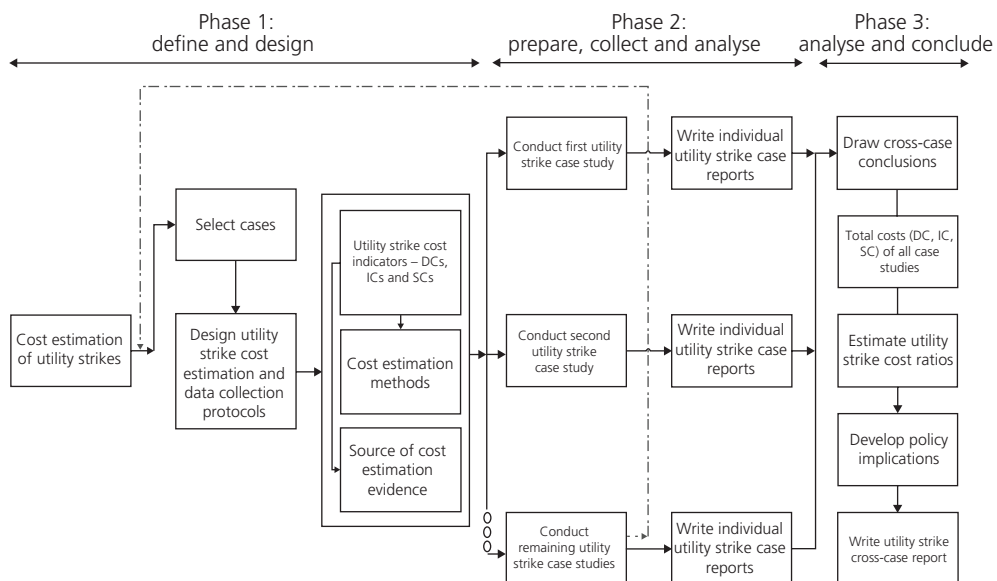 Phase 1:
define and design
Phase 2:
prepare, collect and analyse
Phase 3:
analyse and conclude
Cost estimation
of utility strikes
Select cases
Design utility
strike cost
estimation and
data collection
protocols
Utility strike cost
indicators – DCs,
ICs and SCs
Cost estimation
methods
Source of cost
estimation
evidence
Conduct first utility
strike case study
Write individual
utility strike case
reports
Conduct second
utility strike
case study
Write individual
utility strike case
reports
Conduct
remaining utility
strike case studies
Write individual
utility strike case
reports
Draw cross-case
conclusions
Total costs (DC, IC,
SC) of all case
studies
Estimate utility
strike cost ratios
Develop policy
implications
Write utility strike
cross-case report